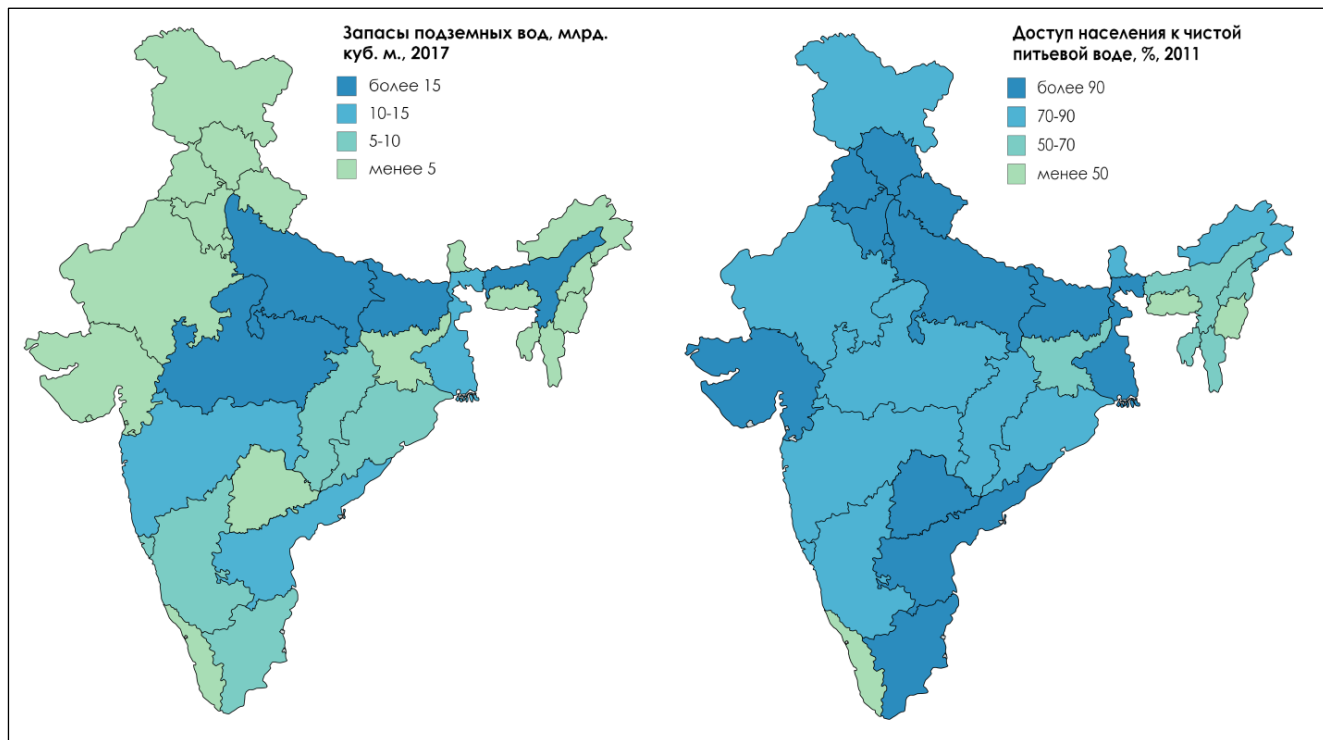 Запасы подземных вод, млрд.
куб. м., 2017
более 15
10-15
5-10
менее 5
Доступ населения к чистой
питьевой воде, %, 2011
более 90
70-90
50-70
менее 50